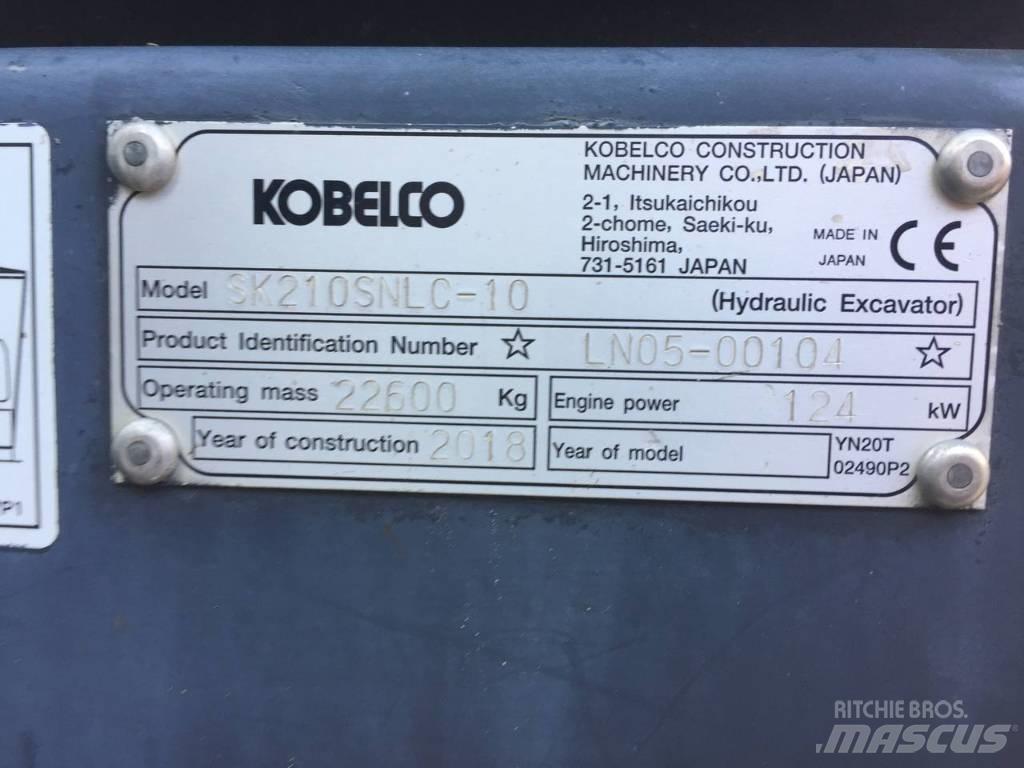 KOBELCO
KOBELCO CONSTRUCTION
MACHINERY CO.,LTD. (JAPAN)
2-1, Itsukaichikou
2-chome, Saeki-ku,
Hiroshima,
731-5161 JAPAN
MADE IN
JAPAN
CE
Model SK210SNLC-10 (Hydraulic Excavator)
Product Identification Number ☆ LN05-00104 ☆
Operating mass 22600 Kg
Engine power 124 kW
Year of construction 2018
Year of model
YN20T
02490P2
P1
RITCHIE BROS.
MASCUS